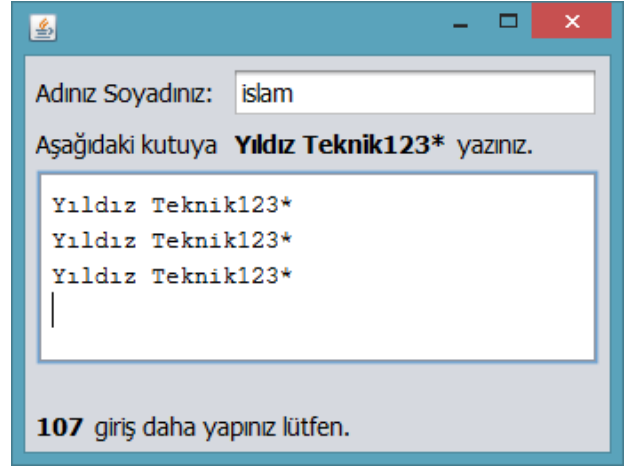 Adınız Soyadınız: islam
Aşağıdaki kutuya Yıldız Teknik123* yazınız.
Yıldız Teknik123*
Yıldız Teknik123*
Yıldız Teknik123*
107 giriş daha yapınız lütfen.